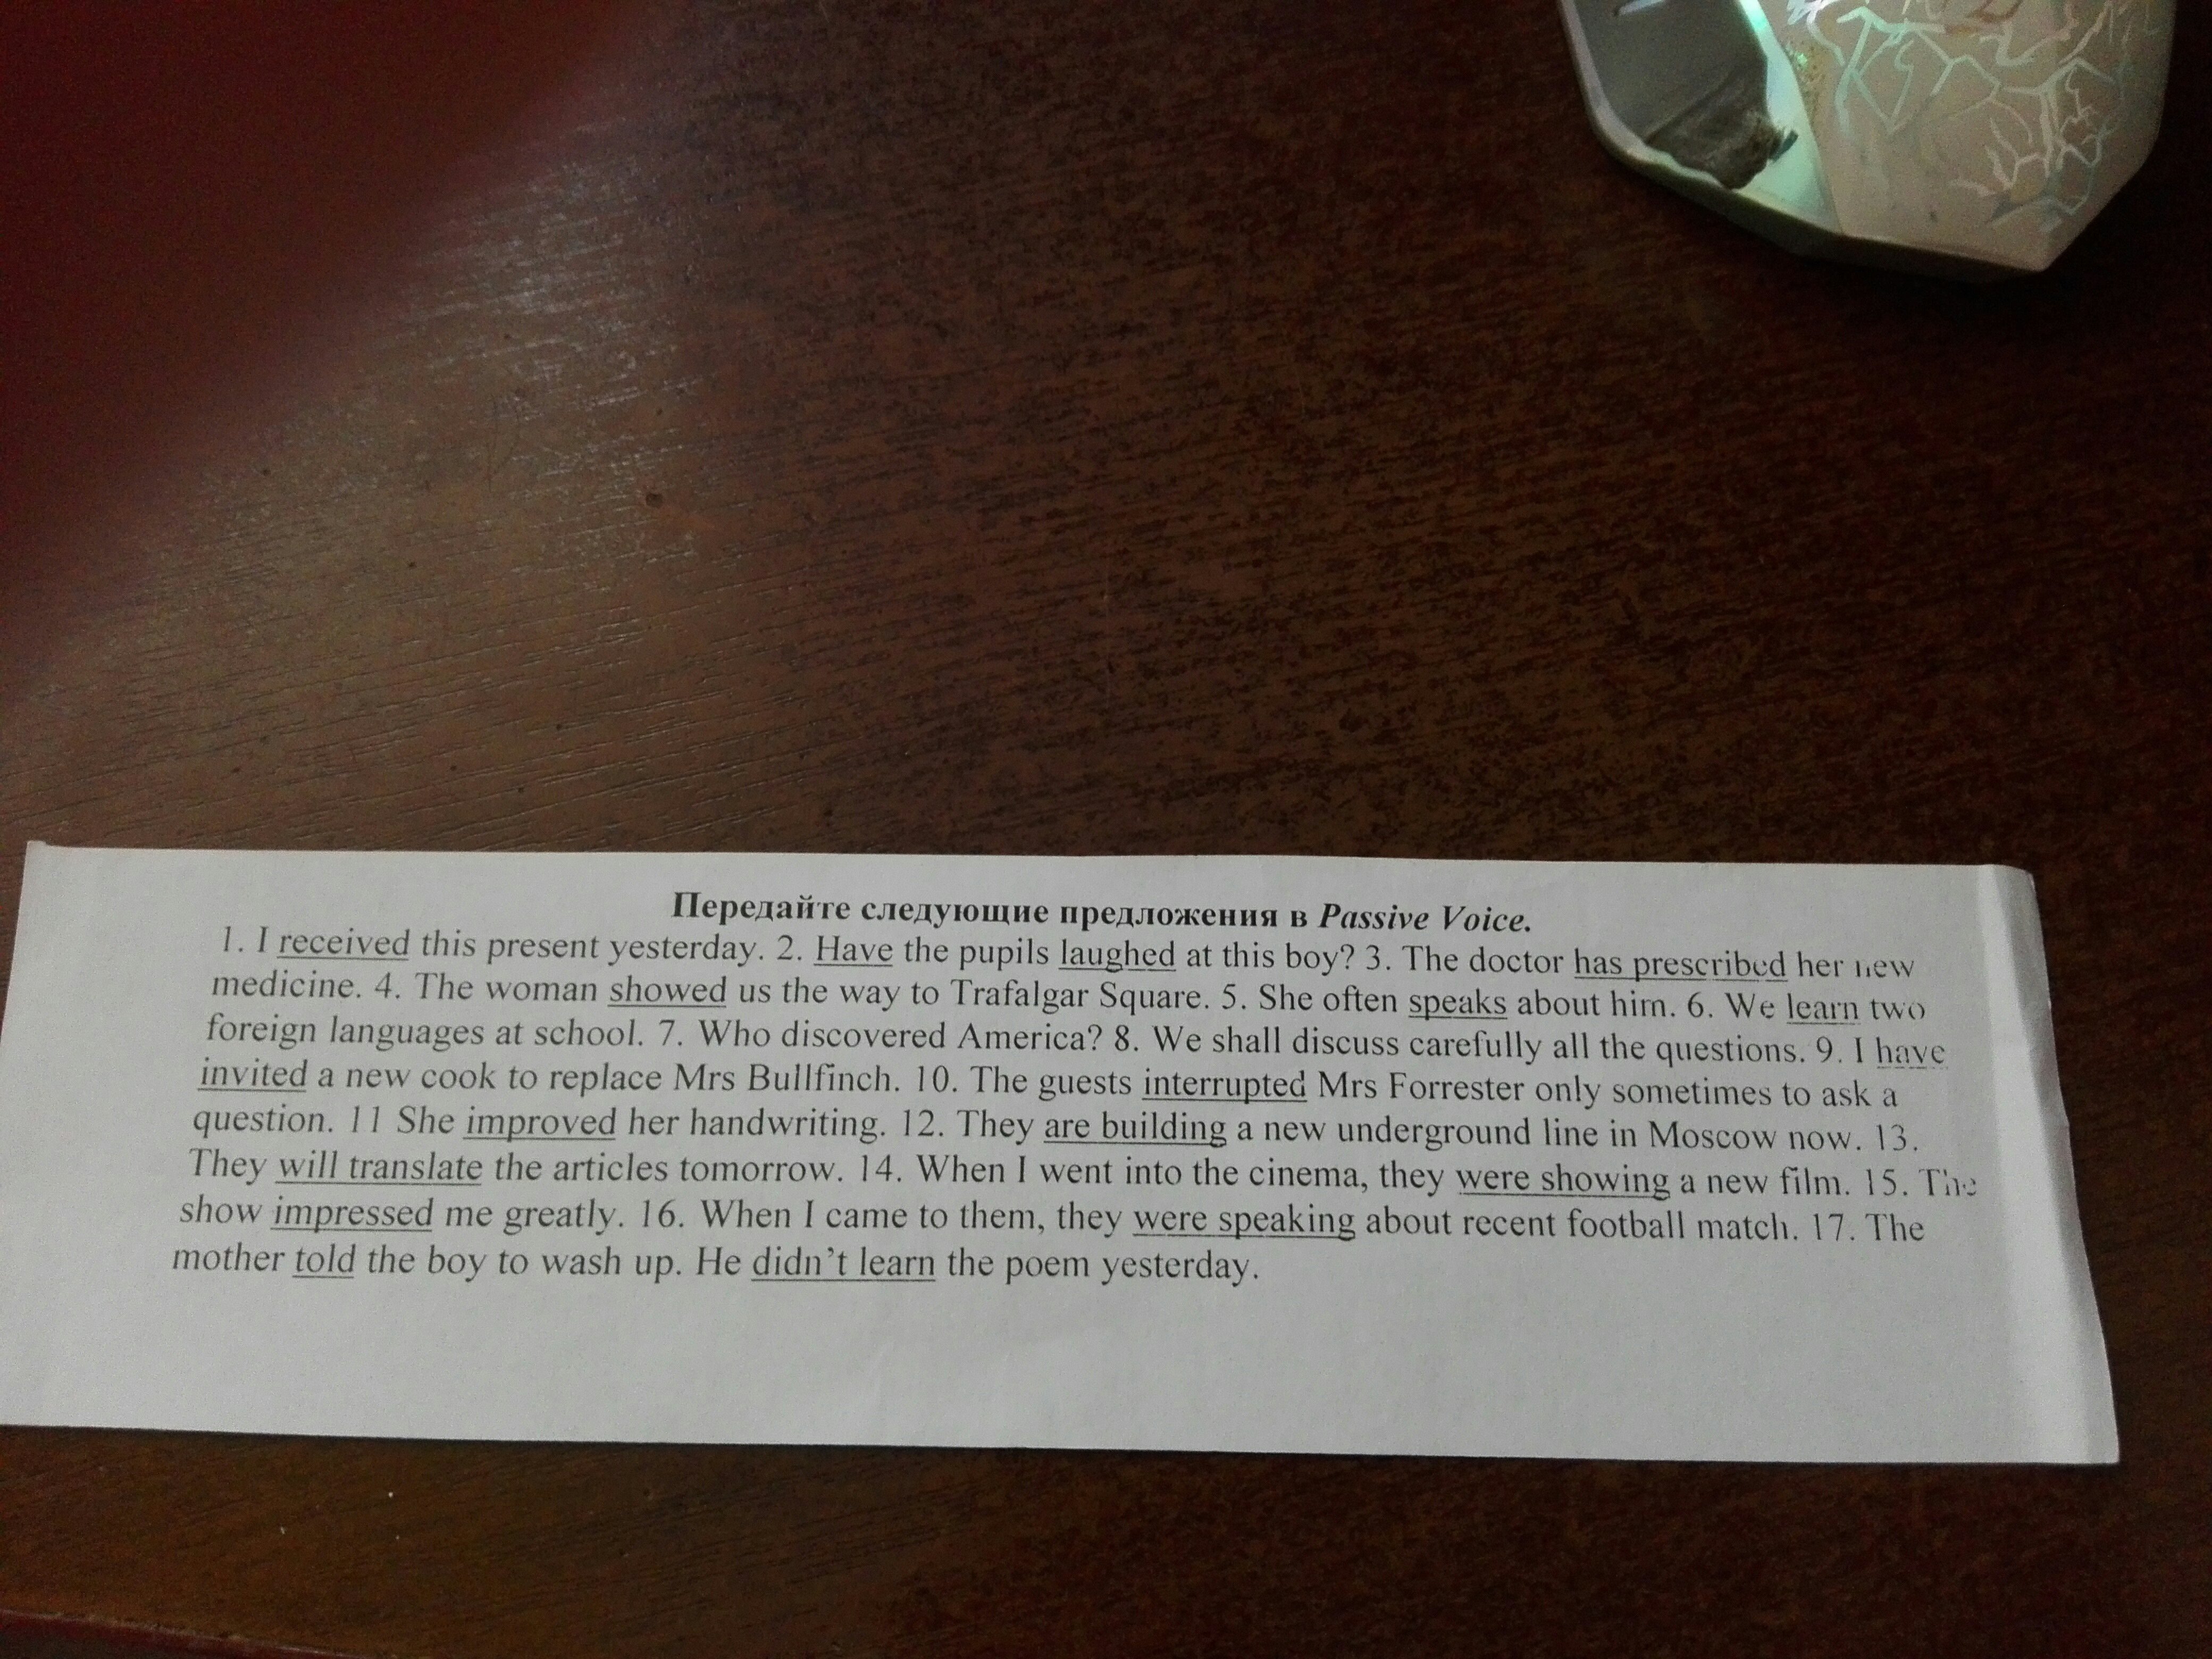 Передайте следующие предложения в Passive Voice.
1. I received this present yesterday. 2. Have the pupils laughed at this boy? 3. The doctor has prescribed her new
medicine. 4. The woman showed us the way to Trafalgar Square. 5. She often speaks about him. 6. We learn two
foreign languages at school. 7. Who discovered America? 8. We shall discuss carefully all the questions. 9. I have
invited a new cook to replace Mrs Bullfinch. 10. The guests interrupted Mrs Forrester only sometimes to ask a
question. 11 She improved her handwriting. 12. They are building a new underground line in Moscow now. 13.
They will translate the articles tomorrow. 14. When I went into the cinema, they were showing a new film. 15. The
show impressed me greatly. 16. When I came to them, they were speaking about recent football match. 17. The
mother told the boy to wash up. He didn't learn the poem yesterday.